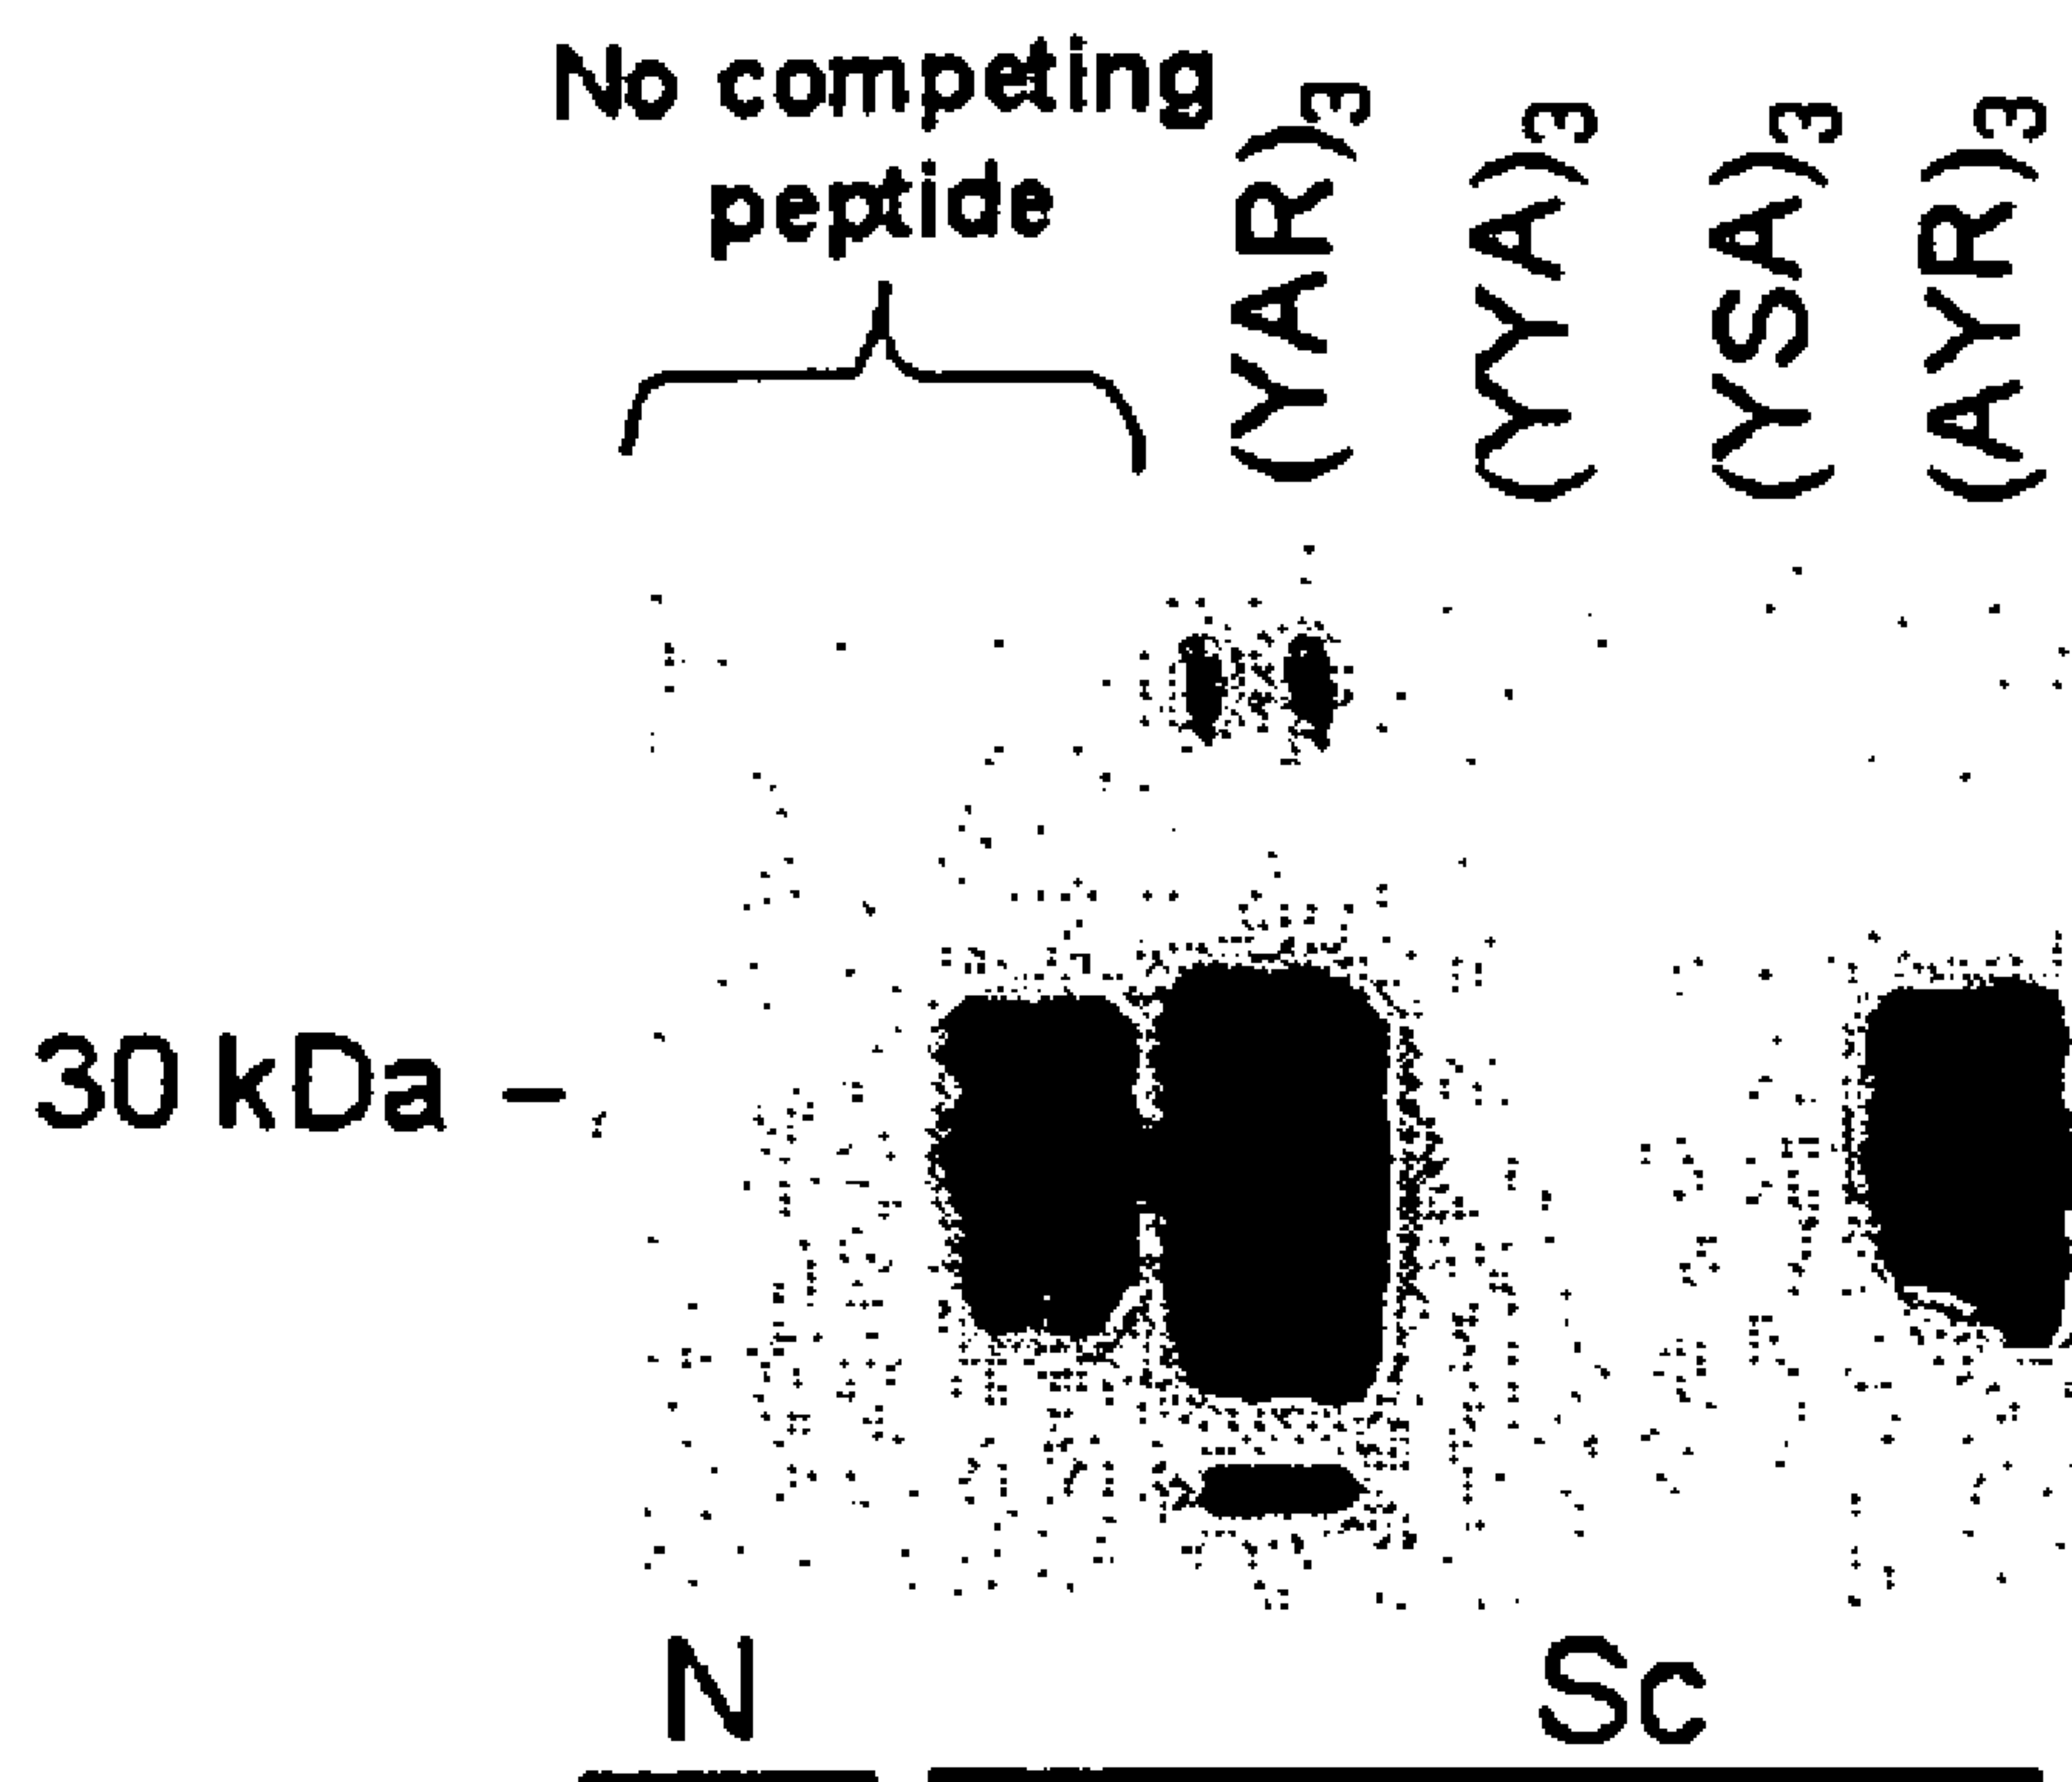 No competing
peptide
(YAR)3
(YYA)3
(YSA)3
(AYR)3
30 kDa –
N
Sc